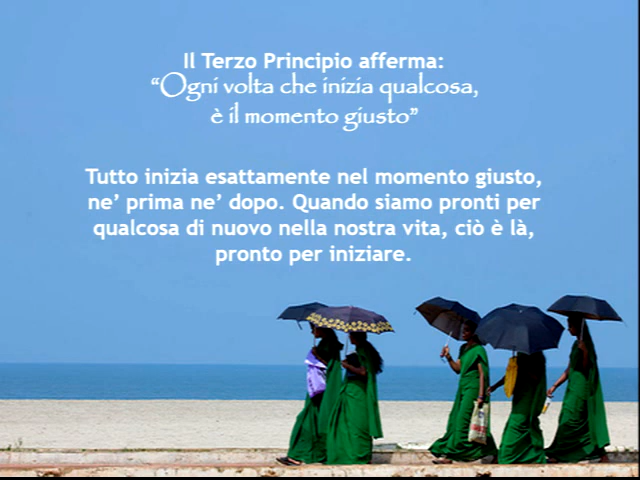 Il Terzo Principio afferma:
“Ogni volta che inizia qualcosa,
è il momento giusto”
Tutto inizia esattamente nel momento giusto,
ne’ prima ne’ dopo. Quando siamo pronti per
qualcosa di nuovo nella nostra vita, ciò è là,
pronto per iniziare.